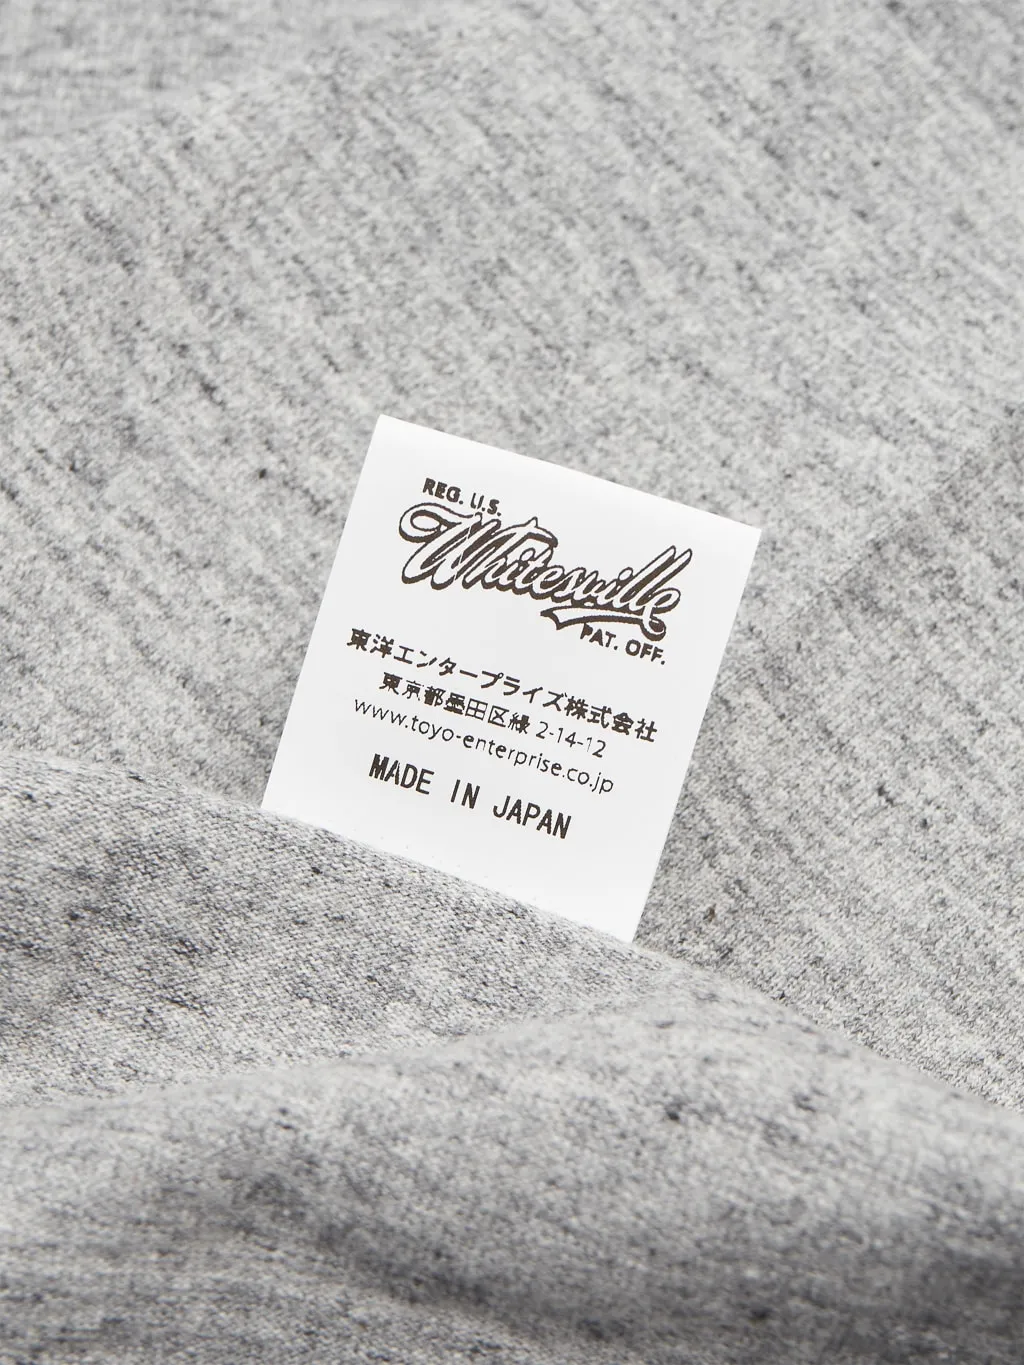 REG. U.S.
Whitesville
PAT. OFF.
東洋エンタープライズ株式会社
東京都墨田区緑 2-14-12
www.toyo-enterprise.co.jp
MADE IN JAPAN